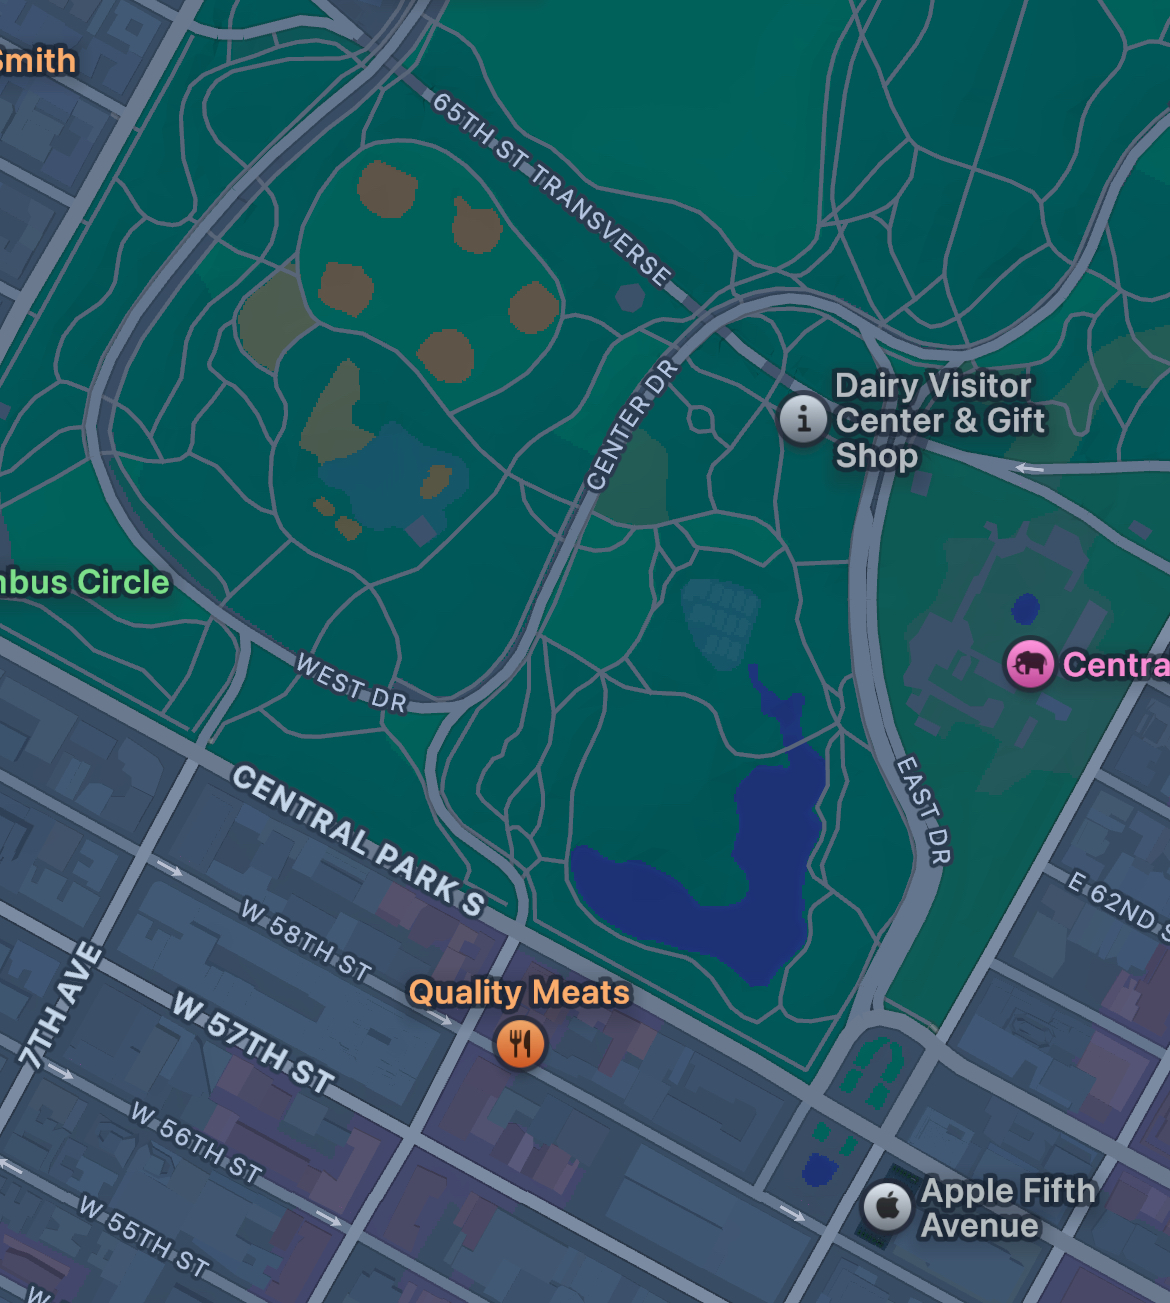 Smith
65TH ST TRANSVERSE
CENTER DR
Dairy Visitor
Center & Gift
Shop
nbus Circle
Centra
WEST DR
EAST DR
CENTRAL PARK S
E 62ND S
W 58TH ST
7TH AVE
Quality Meats
W 57TH ST
W 56TH ST
Apple Fifth
Avenue
W 55TH ST
W